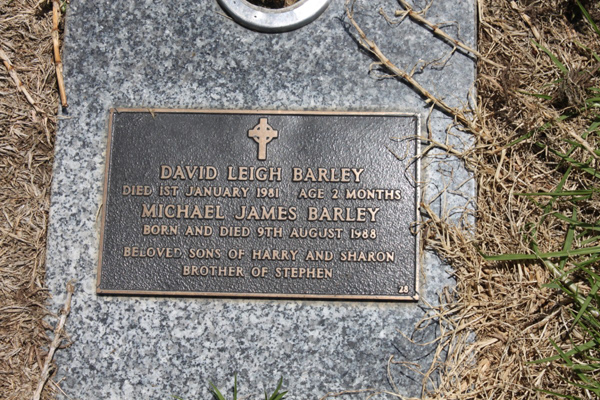 DAVID LEIGH BARLEY
DIED 1ST JANUARY 1981 AGE 2 MONTHS
MICHAEL JAMES BARLEY
BORN AND DIED 9TH AUGUST 1988
BELOVED SONS OF HARRY AND SHARON
BROTHER OF STEPHEN